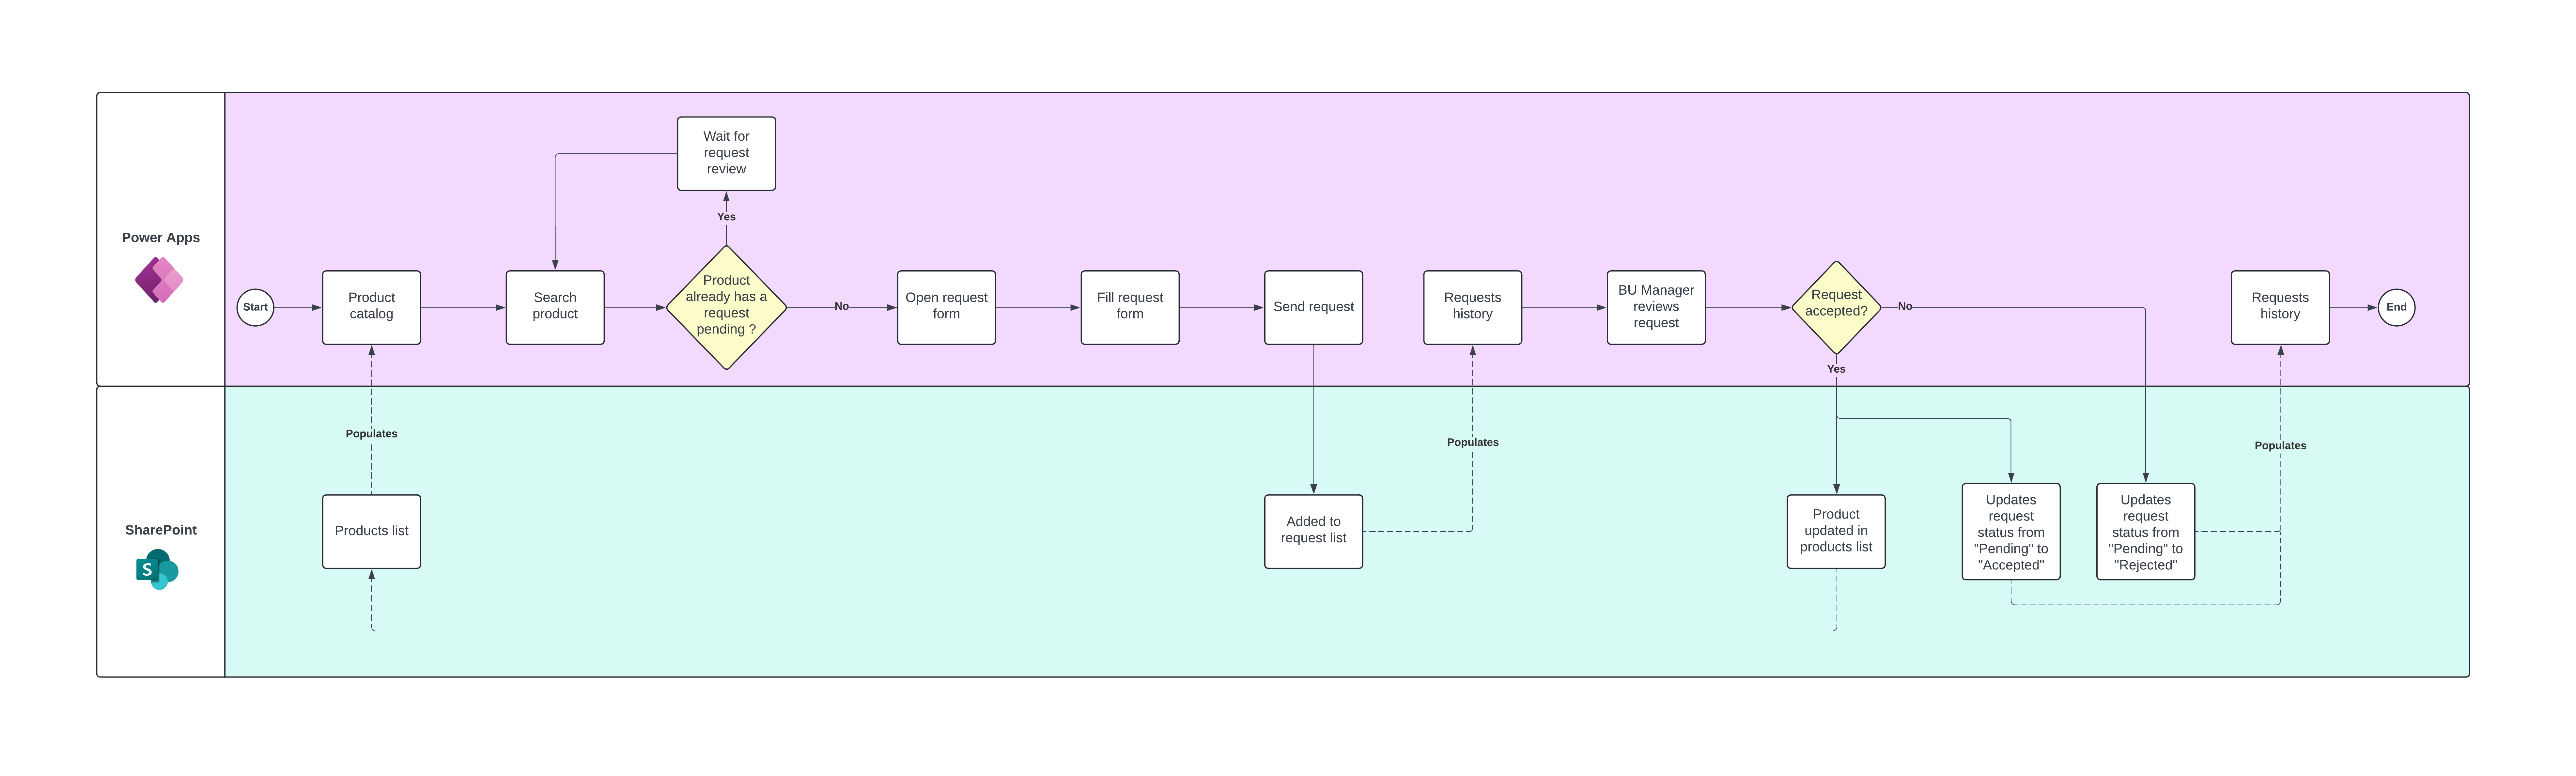 Power Apps
Start
Product
catalog
Search
product
Wait for
request
review
Yes
Product
already has a
request
pending ?
No
Open request
form
Fill request
form
Send request
Requests
history
BU Manager
reviews
request
Request
accepted?
No
Yes
Requests
history
End
SharePoint
S
Populates
Products list
Added to
request list
Populates
Product
updated in
products list
Updates
request
status from
"Pending" to
"Accepted"
Updates
request
status from
"Pending" to
"Rejected"
Populates